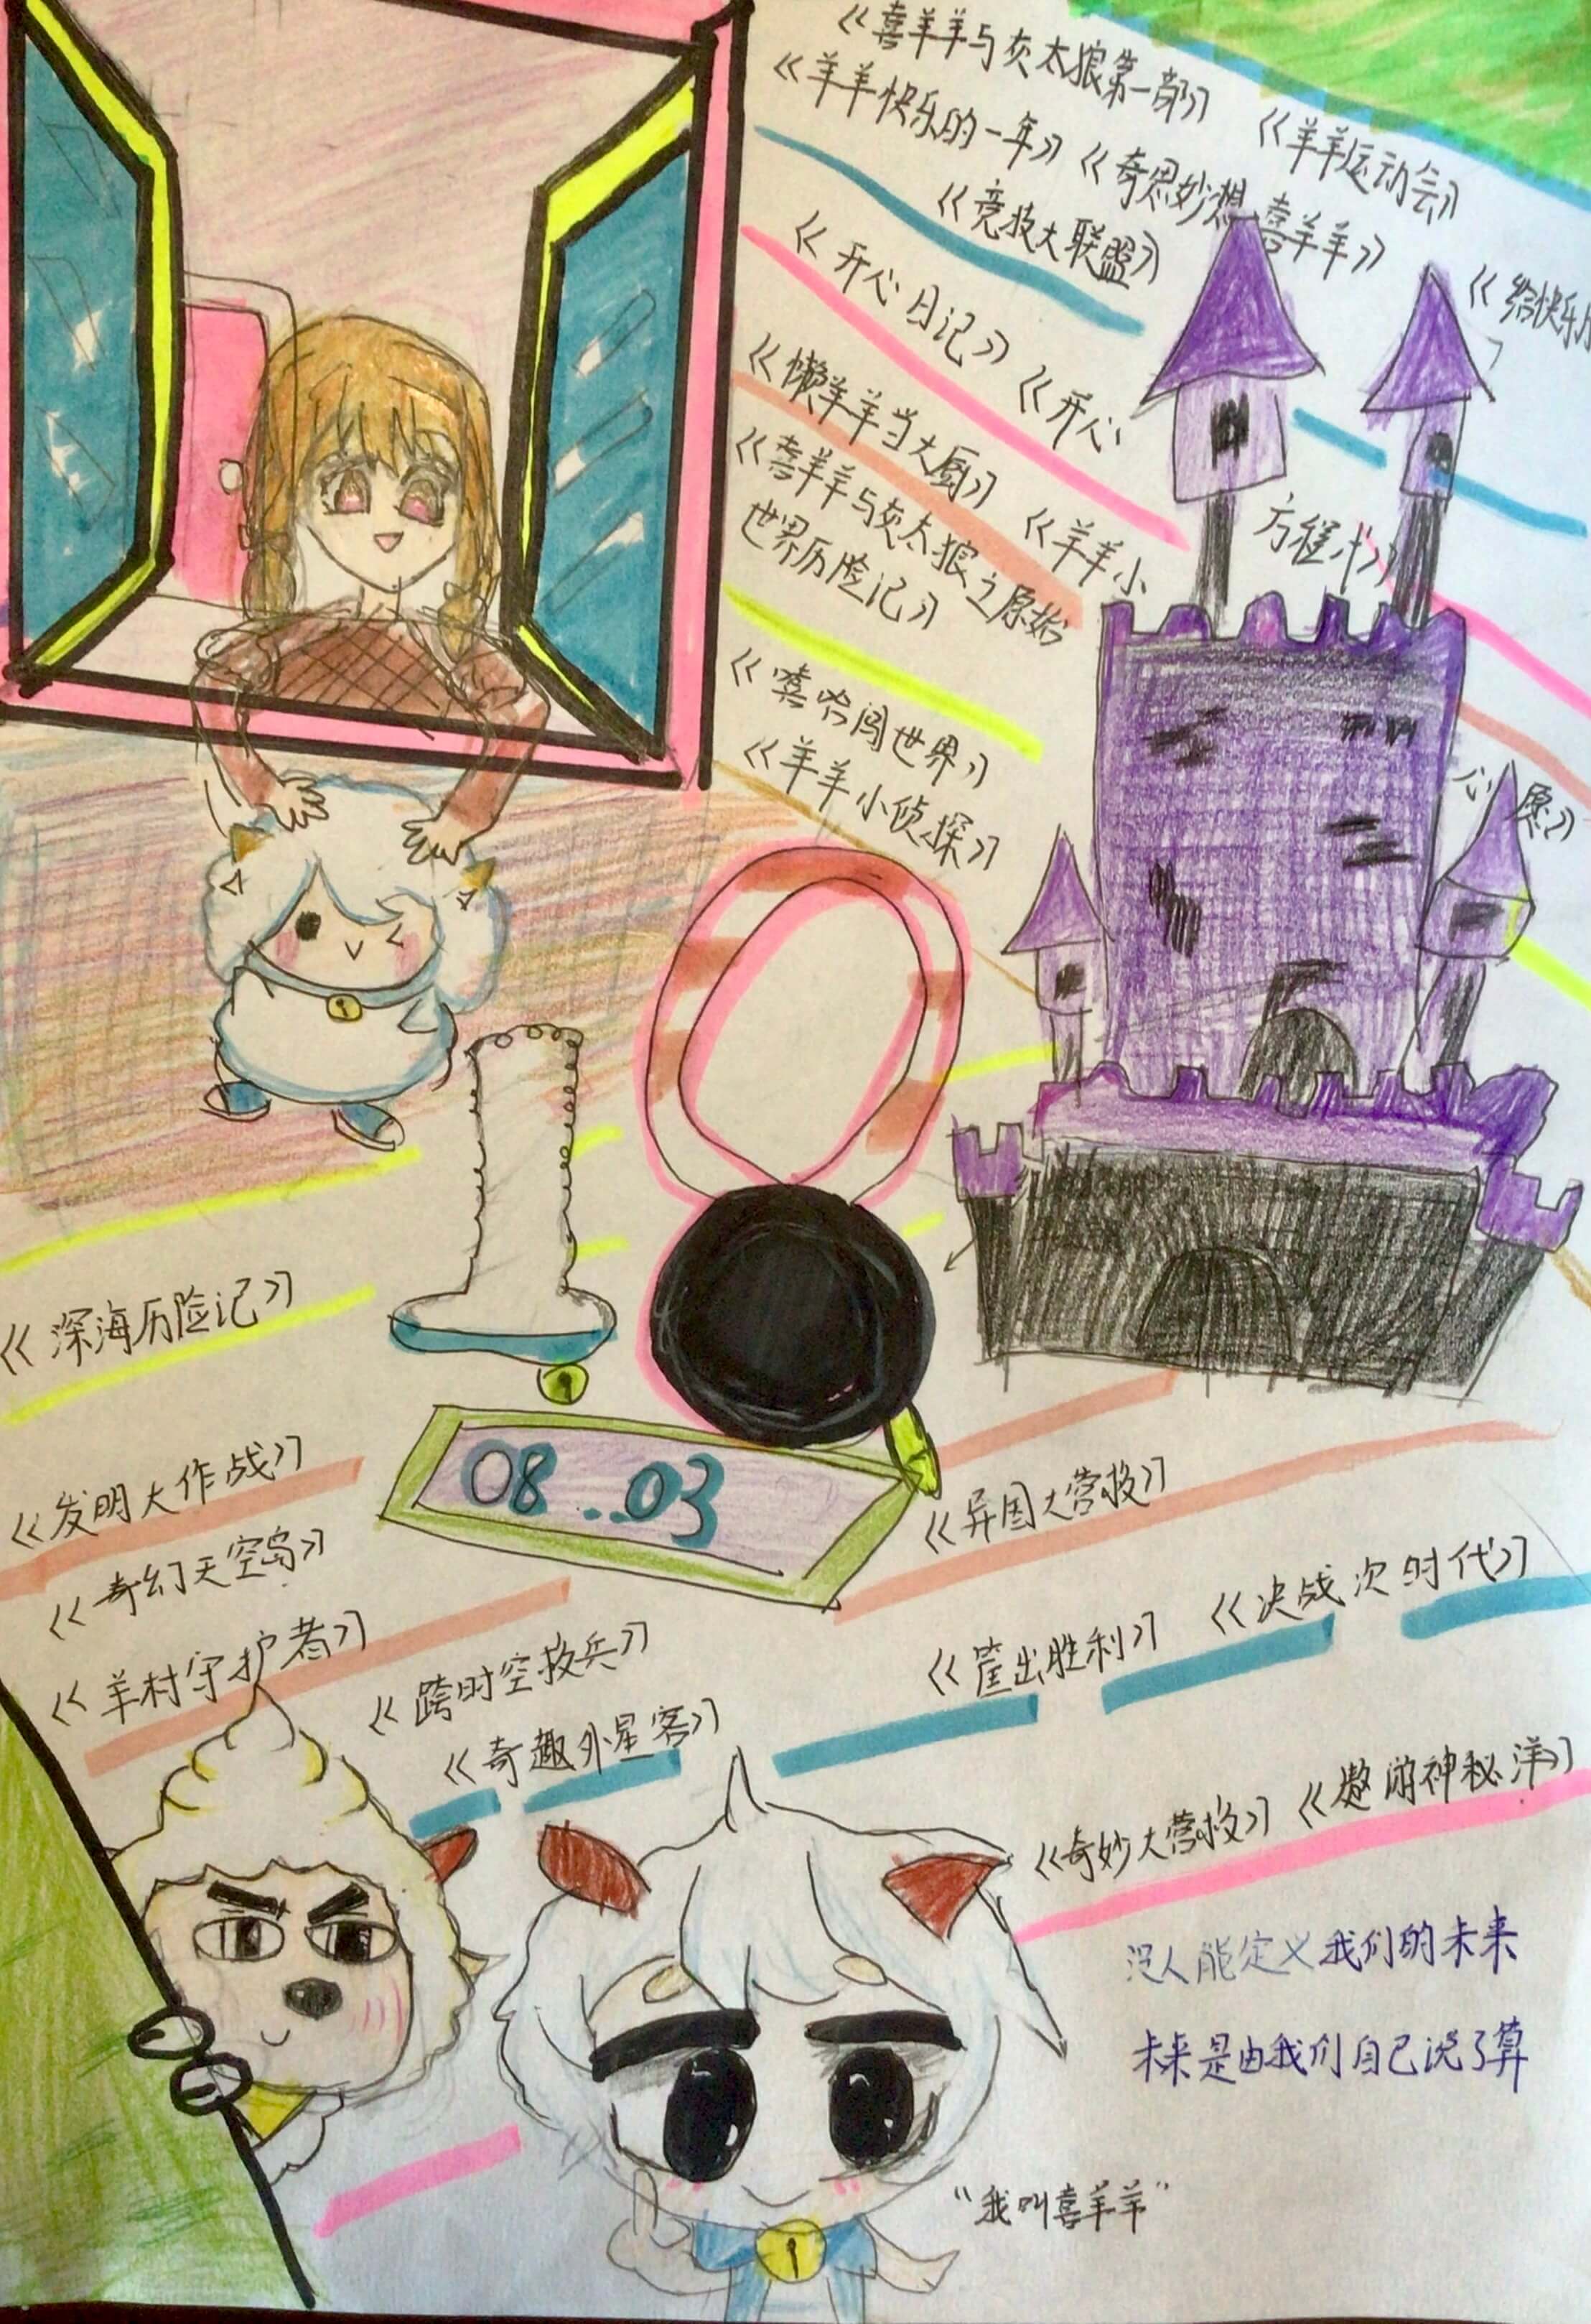 《喜羊羊与灰太狼第一部》
《羊羊快乐的一年》
《羊羊运动会》
《奇思妙想喜羊羊》
《竞技大联盟》
《给快乐
《开心日记》
《开心
方程式》
《懒羊羊当大厨》
《羊羊小
心愿》
《喜羊羊与灰太狼之原始
世界历险记》
《嘻哈闯世界》
《羊羊小侦探》
《深海历险记》
《发明大作战》
《奇幻天空岛》
《羊村守护者》
《跨时空救兵》
《奇趣外星客》
08..03
《异国大营救》
《筐出胜利》
《决战次时代》
《奇妙大营救》
《遨游神秘洋》
没人能定义我们的未来
未来是由我们自己说了算
“我叫喜羊羊”